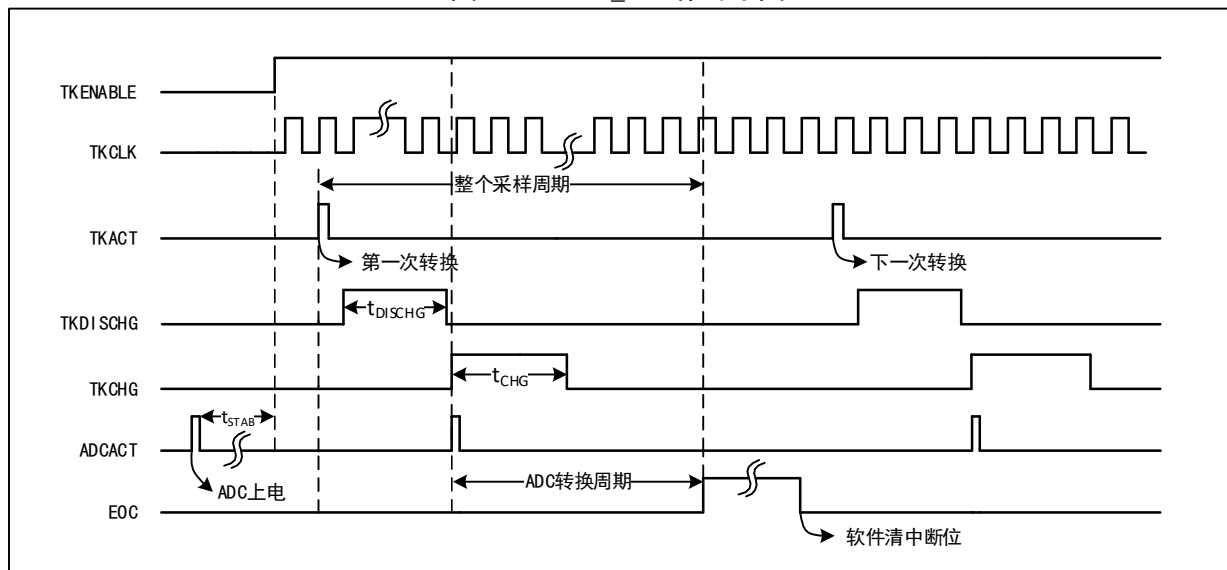 TKENABLE
TKCLK
整个采样周期
TKACT
第一次转换
下一次转换
tDISCHG
TKDISCHG
tCHG
TKCHG
tSTAB
ADCACT
ADC上电
ADC转换周期
EOC
软件清中断位